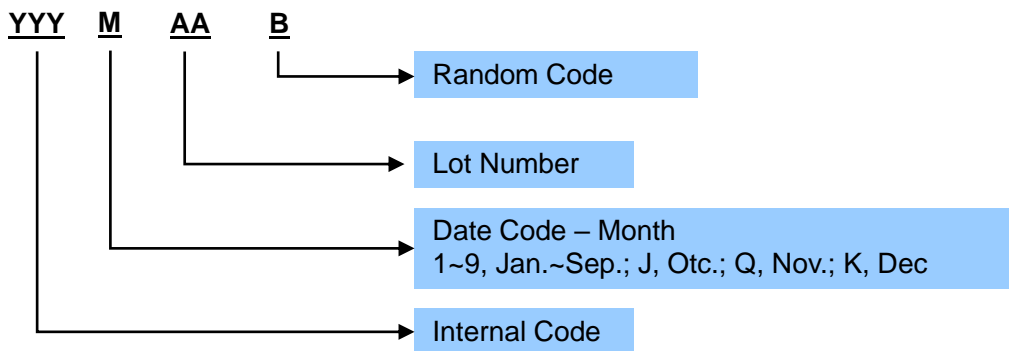 YYY M AA B
Random Code
Lot Number
Date Code – Month
1~9, Jan.~Sep.; J, Otc.; Q, Nov.; K, Dec
Internal Code